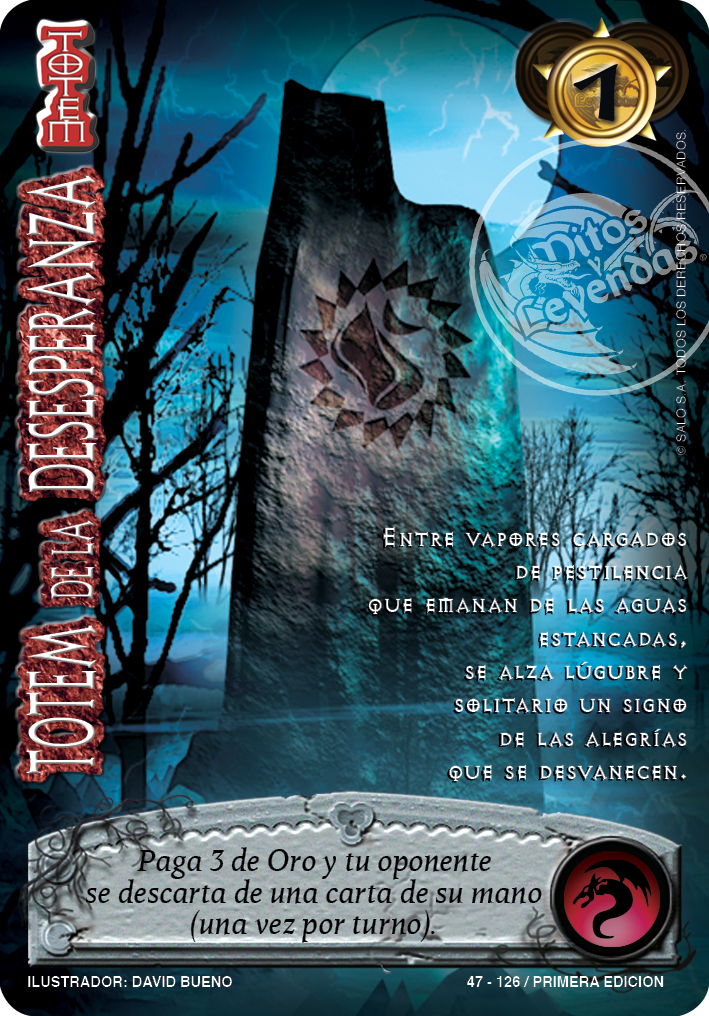 TOTEM
1
TOTEM DE LA DESESPERANZA
Mitos
y
Leyendas
®
© SALO S.A. TODOS LOS DERECHOS RESERVADOS.
ENTRE VAPORES CARGADOS
DE PESTILENCIA
QUE EMANAN DE LAS AGUAS
ESTANCADAS,
SE ALZA LÚGUBRE Y
SOLITARIO UN SIGNO
DE LAS ALEGRÍAS
QUE SE DESVANECEN.
Paga 3 de Oro y tu oponente
se descarta de una carta de su mano
(una vez por turno).
ILUSTRADOR: DAVID BUENO
47 - 126 / PRIMERA EDICION